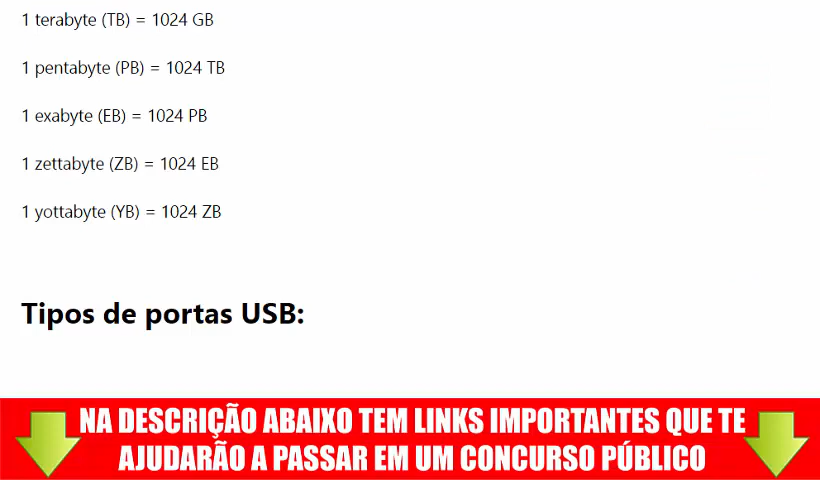 1 terabyte (TB) = 1024 GB
1 pentabyte (PB) = 1024 TB
1 exabyte (EB) = 1024 PB
1 zettabyte (ZB) = 1024 EB
1 yottabyte (YB) = 1024 ZB
Tipos de portas USB:
NA DESCRIÇÃO ABAIXO TEM LINKS IMPORTANTES QUE TE
AJUDARÃO A PASSAR EM UM CONCURSO PÚBLICO